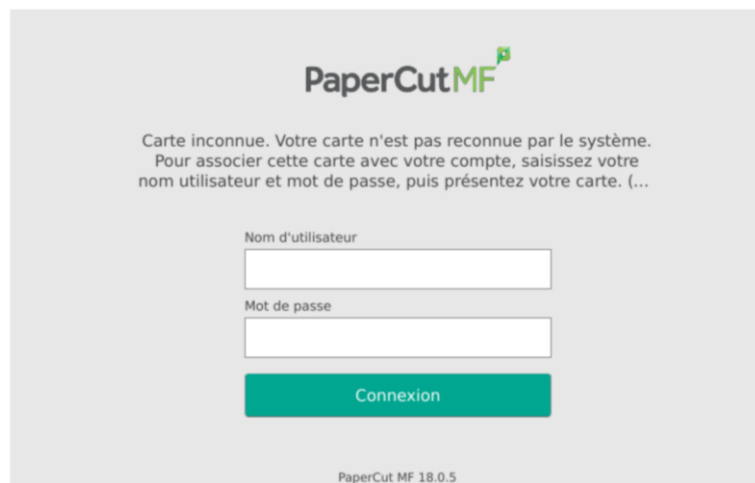 PaperCutMF
Carte inconnue. Votre carte n'est pas reconnue par le système.
Pour associer cette carte avec votre compte, saisissez votre
nom utilisateur et mot de passe, puis présentez votre carte. (...
Nom d'utilisateur
Mot de passe
Connexion
PaperCut MF 18.0.5